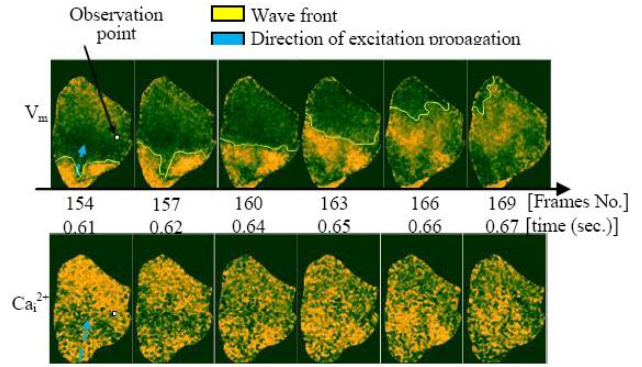 Observation
point
Wave front
Direction of excitation propagation
Vm
154 157 160 163 166 169 [Frames No.]
0.61 0.62 0.64 0.65 0.66 0.67 [time (sec.)]
Cai2+